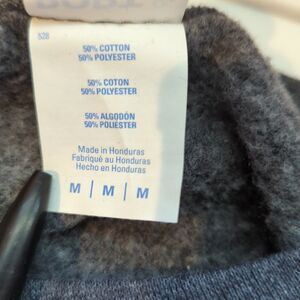 528
50% COTTON
50% POLYESTER
50% COTON
50% POLYESTER
50% ALGODÓN
50% POLIESTER
Made in Honduras
Fabriqué au Honduras
Hecho en Honduras
M | M | M